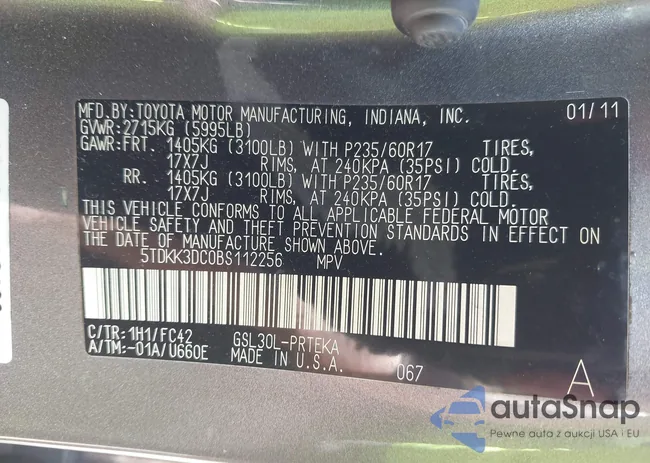 MFD.BY:TOYOTA MOTOR MANUFACTURING, INDIANA, INC. 01/11
GVWR:2715KG (5995LB)
GAWR:FRT. 1405KG (3100LB) WITH P235/60R17 TIRES,
17X7J RIMS, AT 240KPA (35PSI) COLD.
RR. 1405KG (3100LB) WITH P235/60R17 TIRES,
17X7J RIMS, AT 240KPA (35PSI) COLD.
THIS VEHICLE CONFORMS TO ALL APPLICABLE FEDERAL MOTOR
VEHICLE SAFETY AND THEFT PREVENTION STANDARDS IN EFFECT ON
THE DATE OF MANUFACTURE SHOWN ABOVE.
5TDKK3DC0BS112256 MPV
C/TR:1H1/FC42 GSL30L-PRTEKA
A/TM:-01A/U660E MADE IN U.S.A. 067 A
autaSnap
Pewne auta z aukcji USA i EU